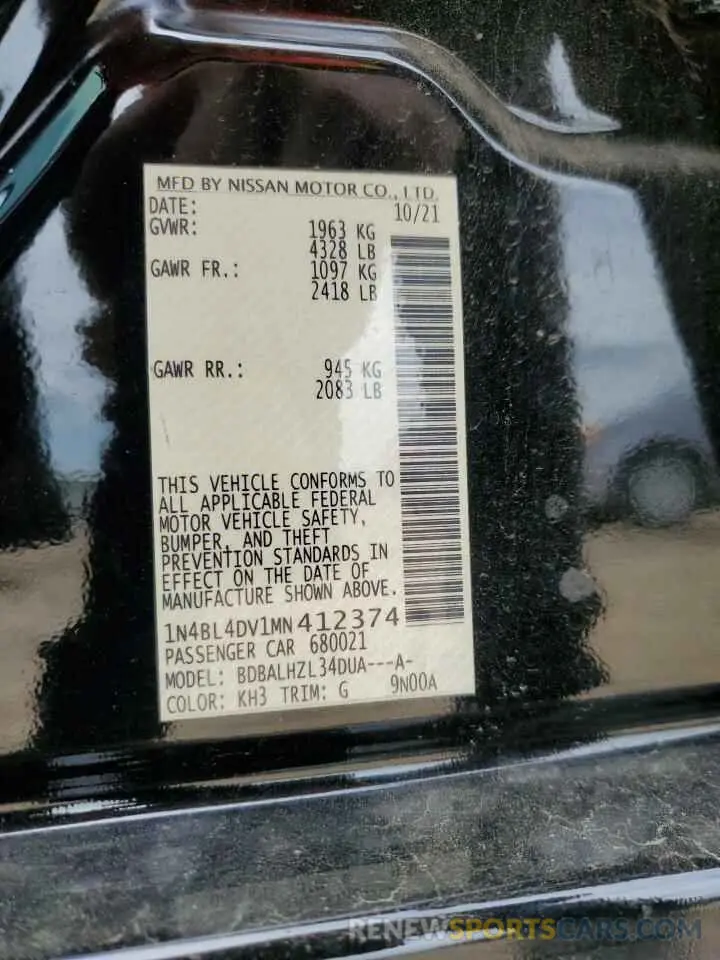 MFD BY NISSAN MOTOR CO., LTD.
DATE: 10/21
GVWR: 1963 KG
4328 LB
GAWR FR.: 1097 KG
2418 LB
GAWR RR.: 945 KG
2083 LB
THIS VEHICLE CONFORMS TO
ALL APPLICABLE FEDERAL
MOTOR VEHICLE SAFETY,
BUMPER, AND THEFT
PREVENTION STANDARDS IN
EFFECT ON THE DATE OF
MANUFACTURE SHOWN ABOVE.
1N4BL4DV1MN412374
PASSENGER CAR 680021
MODEL: BDBALHZL34DUA---A-
COLOR: KH3 TRIM: G 9N00A
RENEWSPORTSCARS.COM